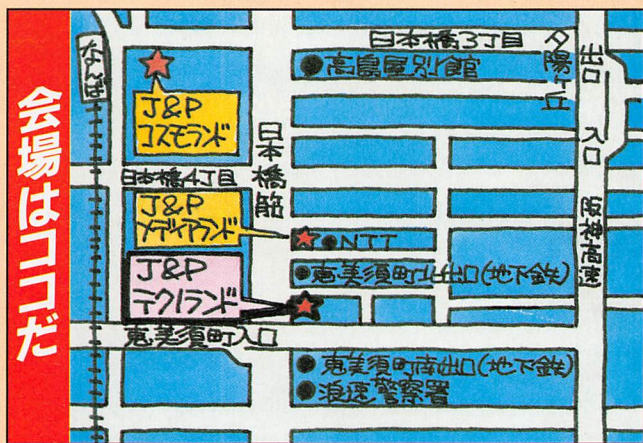 会場はココだ
なんば
日本橋3丁目
夕陽ヶ丘
出口
●高島屋別館
J&P
コスモランド
日本橋筋
入口
日本橋4丁目
J&P
メディアランド
●NTT
阪神高速
J&P
テクノランド
●恵美須町北出口(地下鉄)
恵美須町入口
●恵美須町南出口(地下鉄)
●浪速警察署